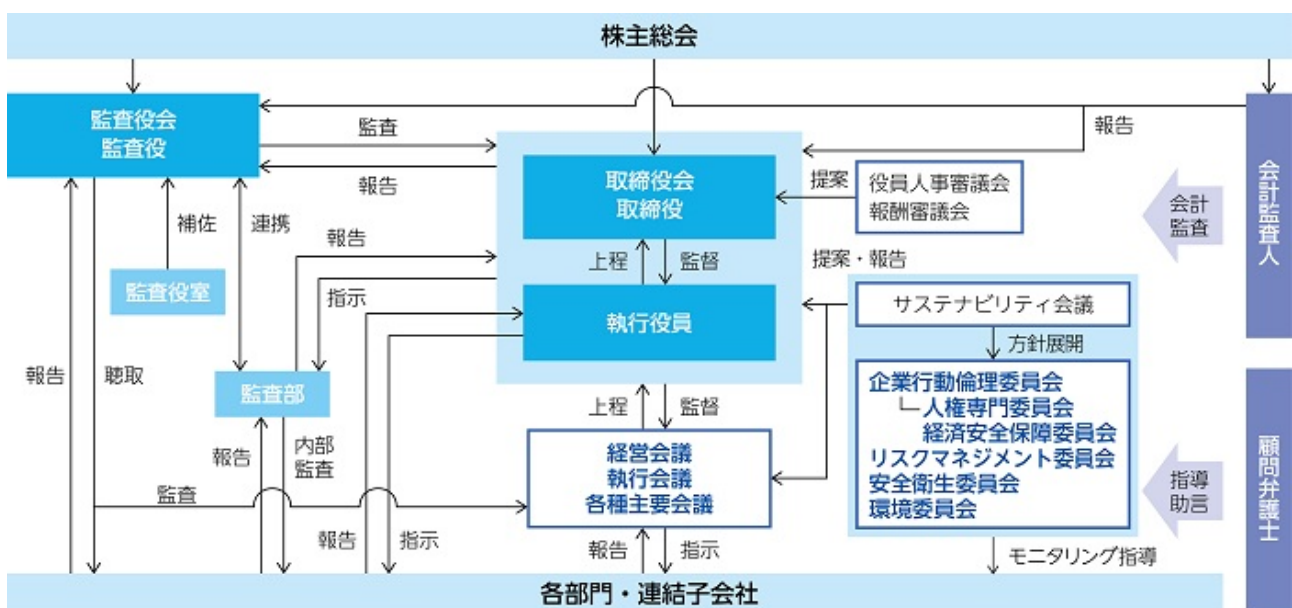 株主総会
監査役会
監査役
監査
報告
報告
取締役会
取締役
提案
役員人事審議会
報酬審議会
会計
監査
会計監査人
補佐
連携
報告
上程
監督
提案・報告
監査役室
指示
執行役員
サステナビリティ会議
方針展開
報告
聴取
監査部
上程
監督
企業行動倫理委員会
人権専門委員会
経済安全保障委員会
リスクマネジメント委員会
安全衛生委員会
環境委員会
報告
内部
監査
経営会議
執行会議
各種主要会議
指導
助言
顧問弁護士
監査
報告
指示
報告
指示
モニタリング指導
各部門・連結子会社